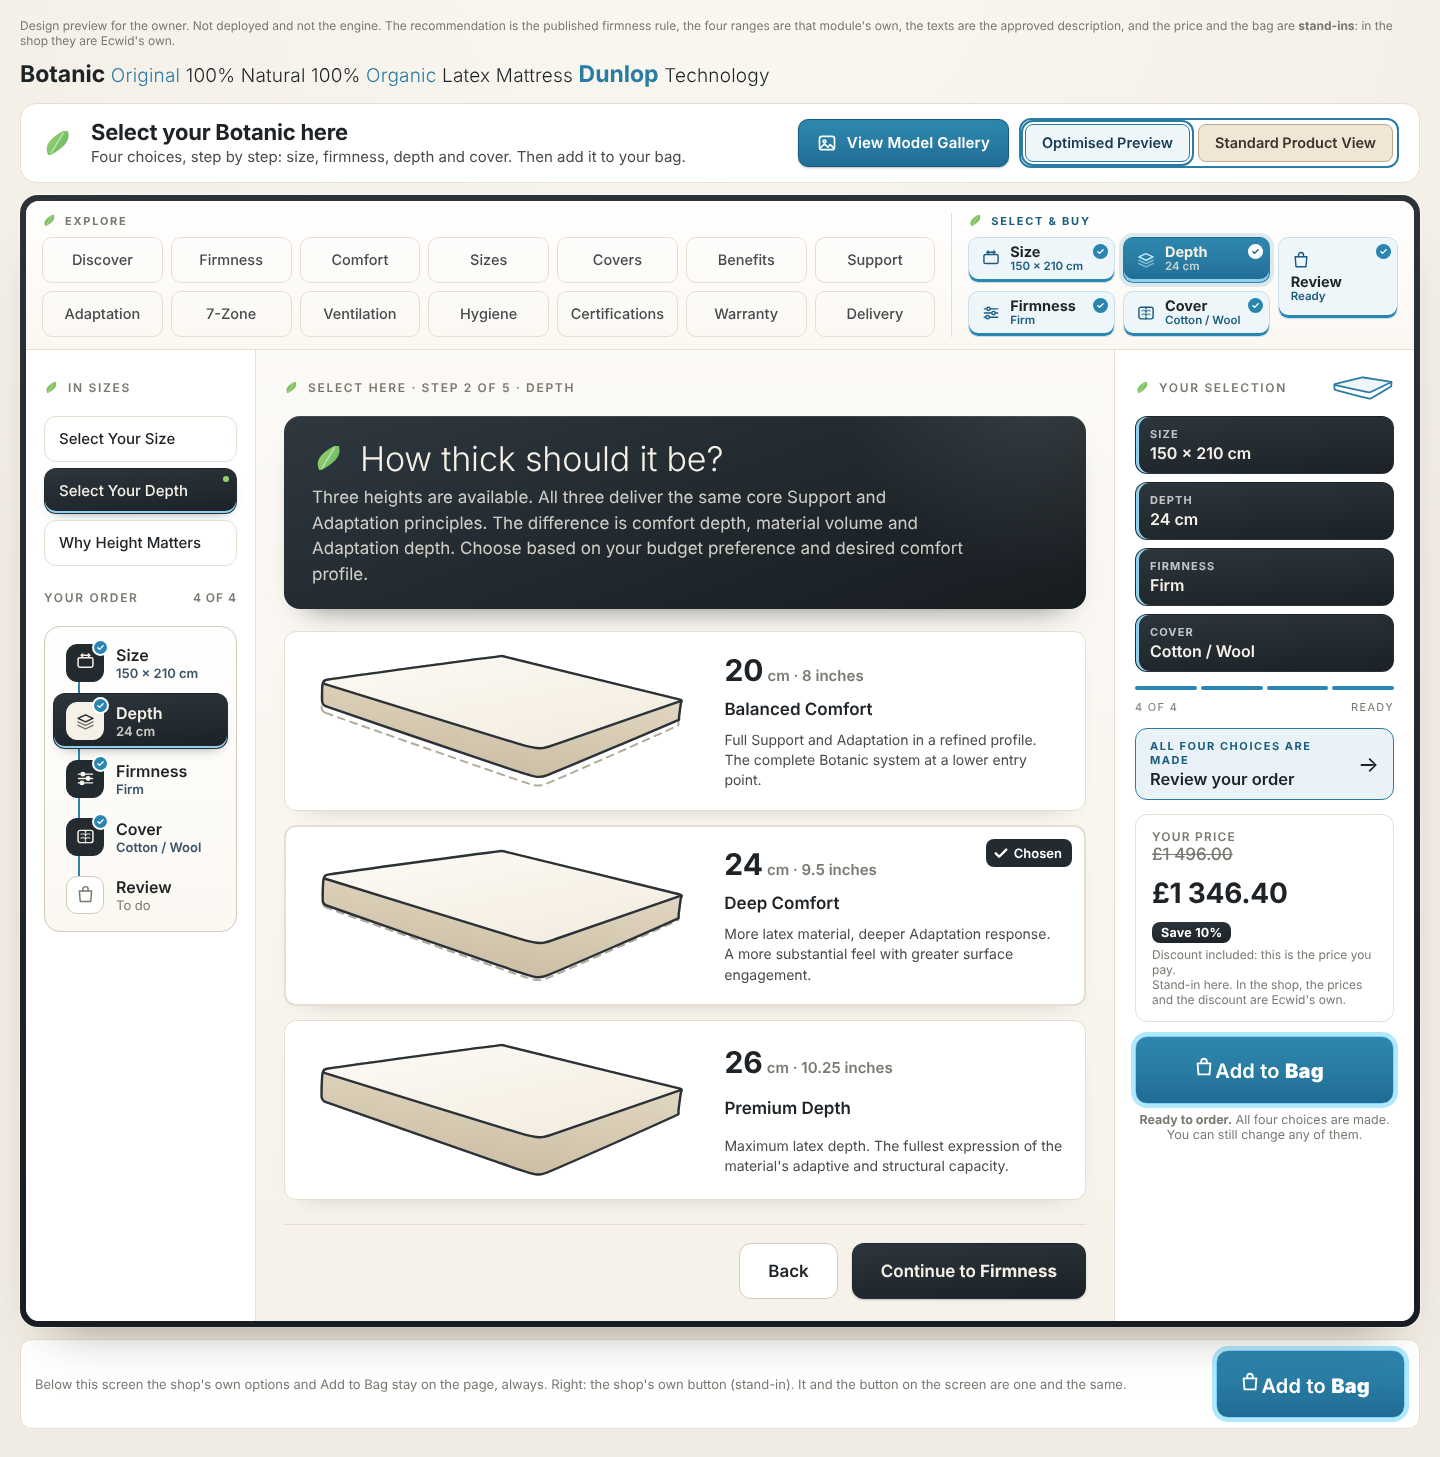 Design preview for the owner. Not deployed and not the engine. The recommendation is the published firmness rule, the four ranges are that module's own, the texts are the approved description, and the price and the bag are stand-ins: in the
shop they are Ecwid's own.
Botanic Original 100% Natural 100% Organic Latex Mattress Dunlop Technology
Select your Botanic here
Four choices, step by step: size, firmness, depth and cover. Then add it to your bag.
View Model Gallery
Optimised Preview
Standard Product View
EXPLORE
Discover
Firmness
Comfort
Sizes
Covers
Benefits
Support
Adaptation
7-Zone
Ventilation
Hygiene
Certifications
Warranty
Delivery
SELECT & BUY
Size
150 × 210 cm
Depth
24 cm
Review
Ready
Firmness
Firm
Cover
Cotton / Wool
IN SIZES
Select Your Size
Select Your Depth
Why Height Matters
YOUR ORDER
4 OF 4
Size
150 × 210 cm
Depth
24 cm
Firmness
Firm
Cover
Cotton / Wool
Review
To do
SELECT HERE · STEP 2 OF 5 · DEPTH
How thick should it be?
Three heights are available. All three deliver the same core Support and
Adaptation principles. The difference is comfort depth, material volume and
Adaptation depth. Choose based on your budget preference and desired comfort
profile.
20 cm · 8 inches
Balanced Comfort
Full Support and Adaptation in a refined profile.
The complete Botanic system at a lower entry
point.
Chosen
24 cm · 9.5 inches
Deep Comfort
More latex material, deeper Adaptation response.
A more substantial feel with greater surface
engagement.
26 cm · 10.25 inches
Premium Depth
Maximum latex depth. The fullest expression of the
material's adaptive and structural capacity.
Back
Continue to Firmness
YOUR SELECTION
SIZE
150 × 210 cm
DEPTH
24 cm
FIRMNESS
Firm
COVER
Cotton / Wool
4 OF 4
READY
ALL FOUR CHOICES ARE
MADE
Review your order
YOUR PRICE
£1 496.00
£1 346.40
Save 10%
Discount included: this is the price you
pay.
Stand-in here. In the shop, the prices
and the discount are Ecwid's own.
Add to Bag
Ready to order. All four choices are made.
You can still change any of them.
Below this screen the shop's own options and Add to Bag stay on the page, always. Right: the shop's own button (stand-in). It and the button on the screen are one and the same.
Add to Bag